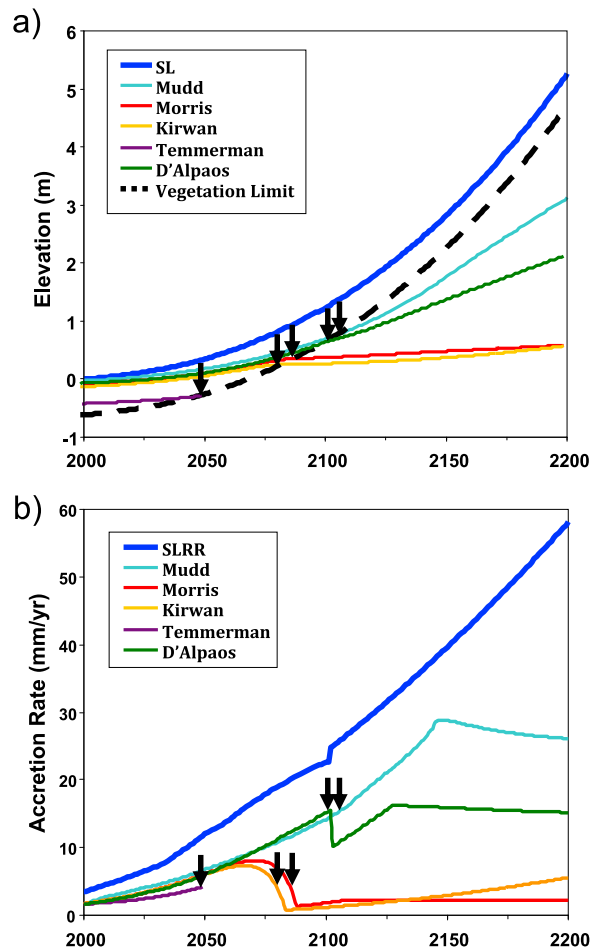 a)
6
5
4
3
2
1
0
-1
Elevation (m)
SL
Mudd
Morris
Kirwan
Temmerman
D'Alpaos
Vegetation Limit
2000 2050 2100 2150 2200
b)
60
50
40
30
20
10
0
Accretion Rate (mm/yr)
SLRR
Mudd
Morris
Kirwan
Temmerman
D'Alpaos
2000 2050 2100 2150 2200